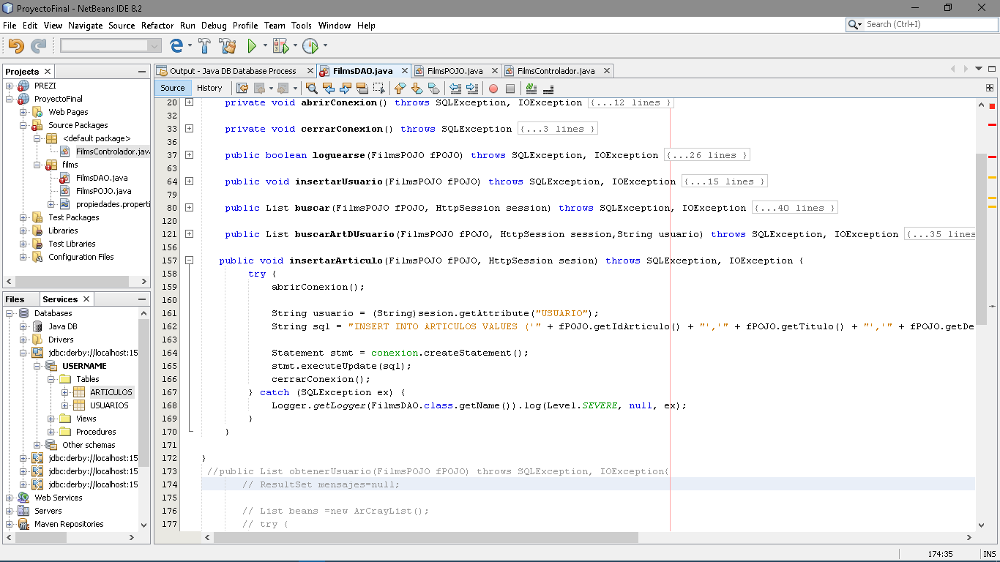 ProyectoFinal - NetBeans IDE 8.2
File Edit View Navigate Source Refactor Run Debug Profile Team Tools Window Help
Search (Ctrl+I)
Projects
PREZI
ProyectoFinal
Web Pages
Source Packages
<default package>
FilmsControlador.java
films
FilmsDAO.java
FilmsPOJO.java
propiedades.properti
Test Packages
Libraries
Test Libraries
Configuration Files
Files Services
Databases
Java DB
Drivers
jdbc:derby://localhost:15
USERNAME
Tables
ARTICULOS
USUARIOS
Views
Procedures
Other schemas
jdbc:derby://localhost:15
jdbc:derby://localhost:15
jdbc:derby://localhost:15
Web Services
Servers
Maven Repositories
Output - Java DB Database Process FilmsDAO.java FilmsPOJO.java FilmsControlador.java
Source History
20 private void abrirConexion() throws SQLException, IOException {...12 lines }
32
33 private void cerrarConexion() throws SQLException {...3 lines }
36
37 public boolean loguearse(FilmsPOJO fPOJO) throws SQLException, IOException {...26 lines }
63
64 public void insertarUsuario(FilmsPOJO fPOJO) throws SQLException, IOException {...15 lines }
79
80 public List buscar(FilmsPOJO fPOJO, HttpSession session) throws SQLException, IOException {...40 lines }
120
121 public List buscarArtDUsuario(FilmsPOJO fPOJO, HttpSession session,String usuario) throws SQLException, IOException {...35 lines
156
157 public void insertarArticulo(FilmsPOJO fPOJO, HttpSession sesion) throws SQLException, IOException {
158 try {
159 abrirConexion();
160
161 String usuario = (String)sesion.getAttribute("USUARIO");
162 String sql = "INSERT INTO ARTICULOS VALUES ('" + fPOJO.getIdArticulo() + "','" + fPOJO.getTitulo() + "','" + fPOJO.getDe
163
164 Statement stmt = conexion.createStatement();
165 stmt.executeUpdate(sql);
166 cerrarConexion();
167 } catch (SQLException ex) {
168 Logger.getLogger(FilmsDAO.class.getName()).log(Level.SEVERE, null, ex);
169 }
170 }
171
172 }
173 //public List obtenerUsuario(FilmsPOJO fPOJO) throws SQLException, IOException{
174 // ResultSet mensajes=null;
175
176 // List beans =new ArCrayList();
177 // try {
174:35 INS